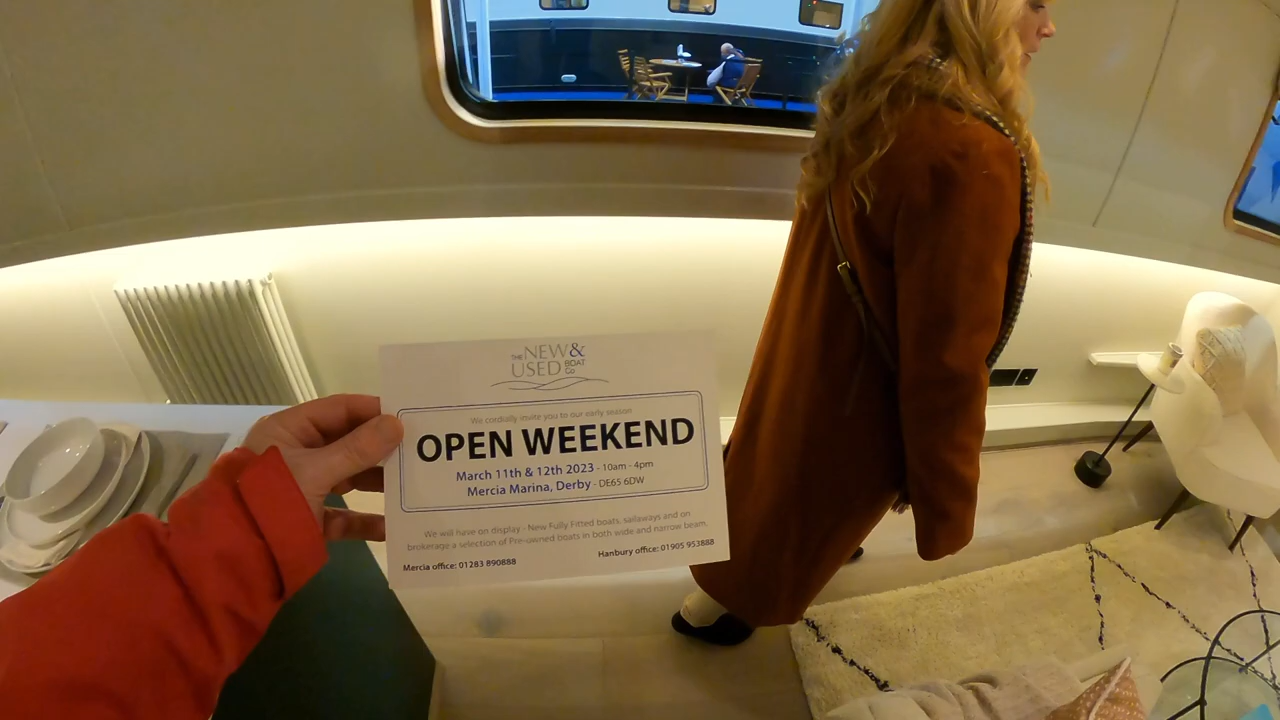 THE NEW &
USED BOAT Co
We cordially invite you to our early season
OPEN WEEKEND
March 11th & 12th 2023 - 10am - 4pm
Mercia Marina, Derby - DE65 6DW
We will have on display - New Fully Fitted boats, sailaways and on
brokerage a selection of Pre-owned boats in both wide and narrow beam.
Mercia office: 01283 890888
Hanbury office: 01905 953888